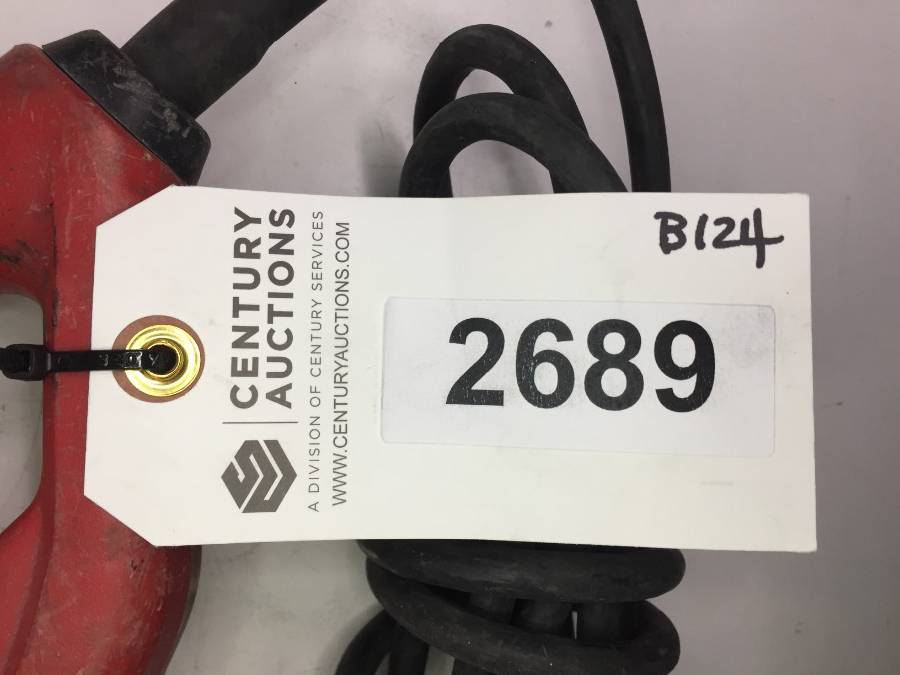 B124
2689
CENTURY
AUCTIONS
A DIVISION OF CENTURY SERVICES
WWW.CENTURYAUCTIONS.COM